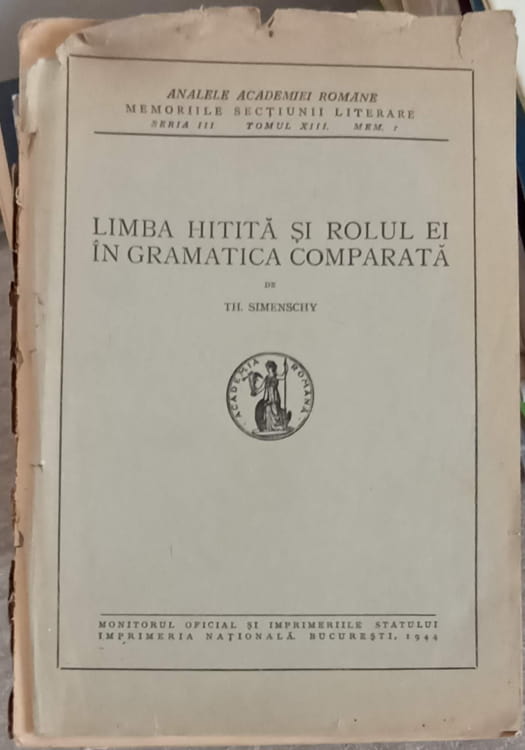 ANALELE ACADEMIEI ROMÂNE
MEMORIILE SECȚIUNII LITERARE
SERIA III TOMUL XIII. MEM. 1
LIMBA HITITĂ ȘI ROLUL EI
ÎN GRAMATICA COMPARATĂ
DE
TH. SIMENSCHY
ACADEMIA ROMÂNĂ
MONITORUL OFICIAL ȘI IMPRIMERIILE STATULUI
IMPRIMERIA NAȚIONALĂ. BUCUREȘTI, 1944